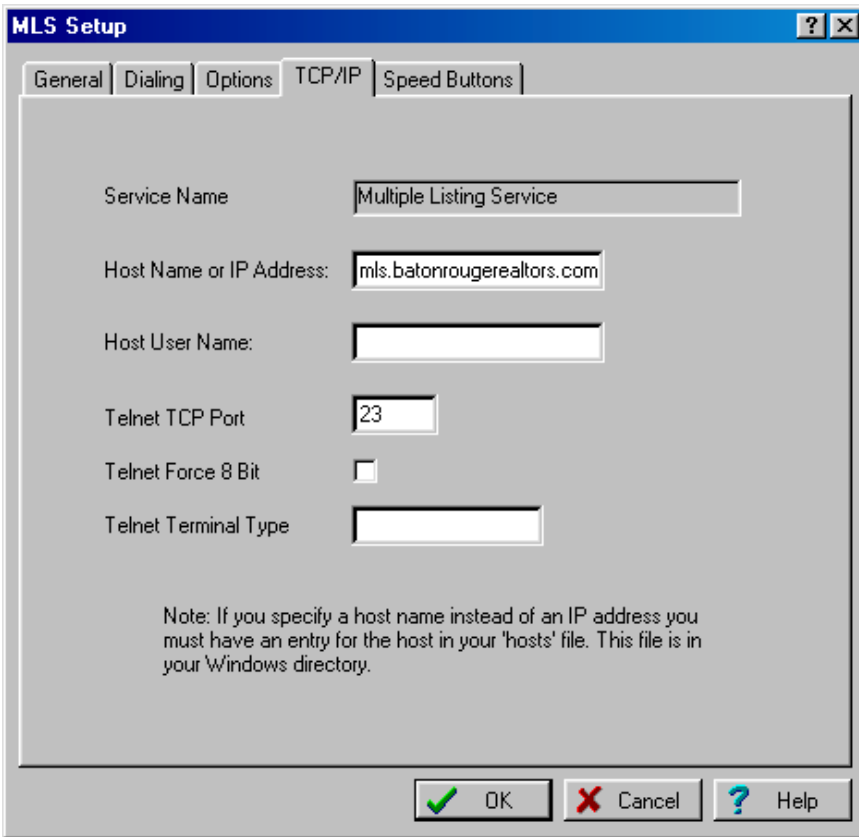 MLS Setup
General Dialing Options TCP/IP Speed Buttons
Service Name Multiple Listing Service
Host Name or IP Address: mls.batonrougerealtors.com
Host User Name:
Telnet TCP Port 23
Telnet Force 8 Bit
Telnet Terminal Type
Note: If you specify a host name instead of an IP address you
must have an entry for the host in your 'hosts' file. This file is in
your Windows directory.
OK Cancel Help